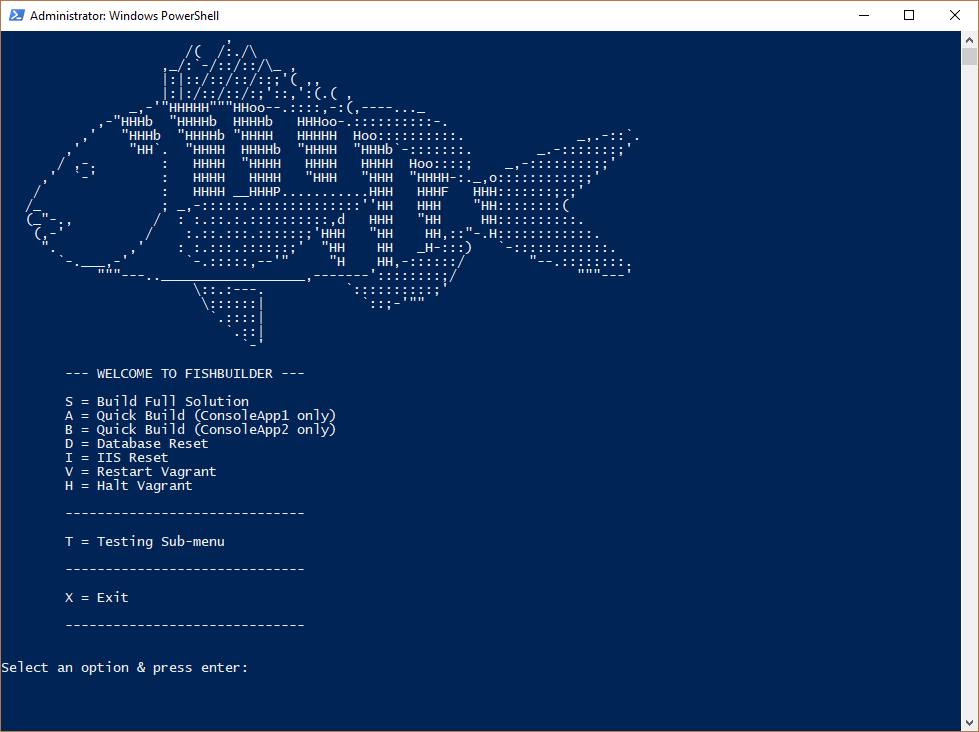 Administrator: Windows PowerShell
--- WELCOME TO FISHBUILDER ---
S = Build Full Solution
A = Quick Build (ConsoleApp1 only)
B = Quick Build (ConsoleApp2 only)
D = Database Reset
I = IIS Reset
V = Restart Vagrant
H = Halt Vagrant
------------------------------
T = Testing Sub-menu
------------------------------
X = Exit
------------------------------
Select an option & press enter: